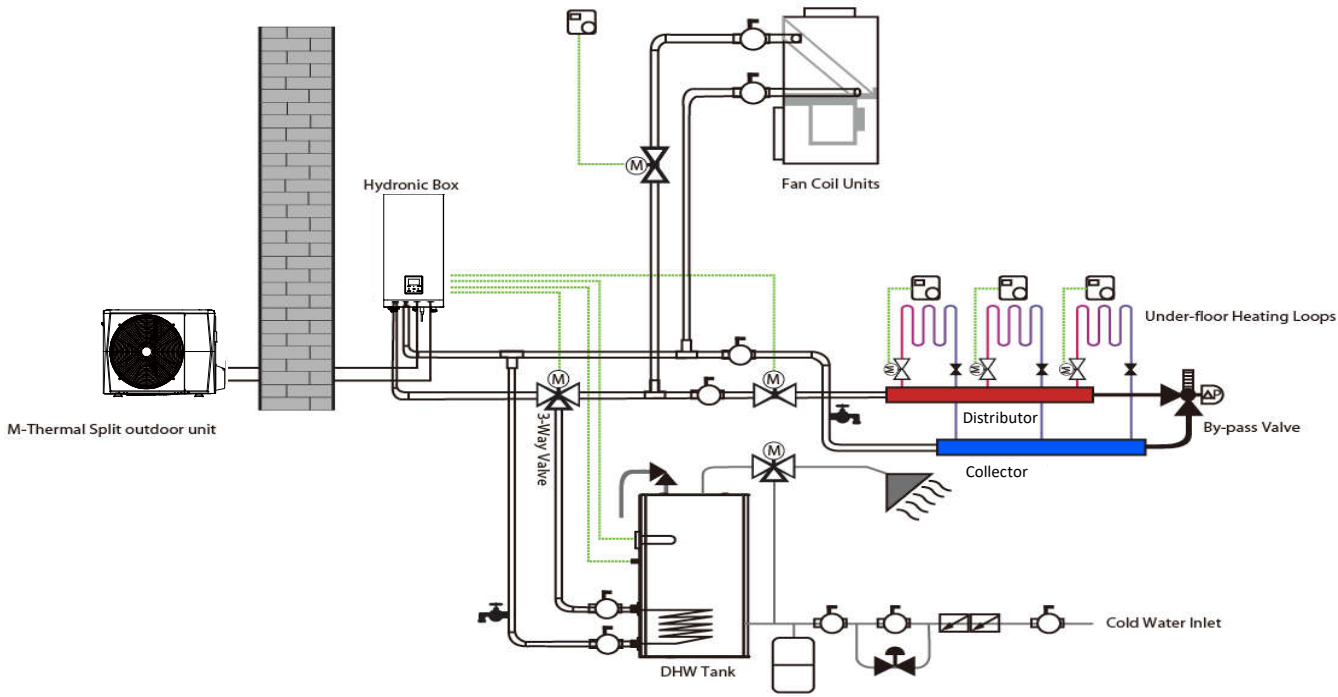 Hydronic Box
M
Fan Coil Units
Under-floor Heating Loops
M
M
M
M
M
M-Thermal Split outdoor unit
3-Way Valve
Distributor
ΔP
By-pass Valve
M
Collector
Cold Water Inlet
DHW Tank